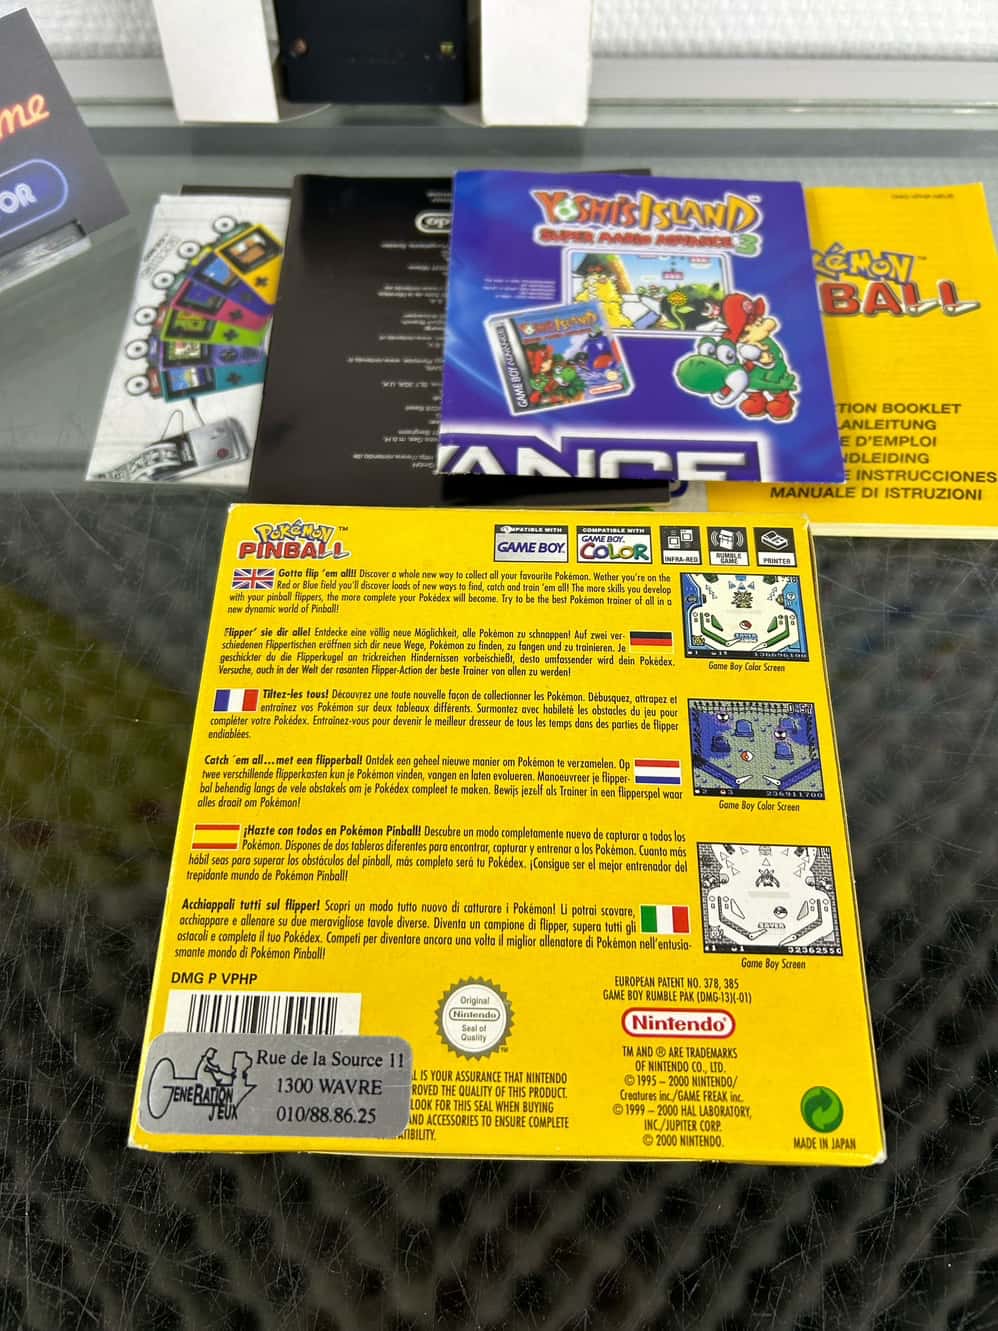 me
OR
YOSHI'S ISLAND
SUPER MARIO ADVANCE 3
YOSHI'S ISLAND
GAME BOY ADVANCE
Nintendo
VANCE
POKéMON™
BALL
TION BOOKLET
ANLEITUNG
E D'EMPLOI
NDLEIDING
E INSTRUCCIONES
MANUALE DI ISTRUZIONI
POKéMON™
PINBALL
COMPATIBLE WITH
GAME BOY.
COMPATIBLE WITH
GAME BOY.
COLOR
INFRA-RED
RUMBLE
GAME
PRINTER
Gotta flip 'em all!! Discover a whole new way to collect all your favourite Pokémon. Wether you're on the
Red or Blue field you'll discover loads of new ways to find, catch and train 'em all! The more skills you develop
with your pinball flippers, the more complete your Pokédex will become. Try to be the best Pokémon trainer of all in a
new dynamic world of Pinball!
Flipper' sie dir alle! Entdecke eine völlig neue Möglichkeit, alle Pokémon zu schnappen! Auf zwei ver-
schiedenen Flippertischen eröffnen sich dir neue Wege, Pokémon zu finden, zu fangen und zu trainieren. Je
geschickter du die Flipperkugel an trickreichen Hindernissen vorbeischießt, desto umfassender wird dein Pokédex.
Versuche, auch in der Welt der rasanten Flipper-Action der beste Trainer von allen zu werden!
Tiltez-les tous! Découvrez une toute nouvelle façon de collectionner les Pokémon. Débusquez, attrapez et
entraînez vos Pokémon sur deux tableaux différents. Surmontez avec habileté les obstacles du jeu pour
compléter votre Pokédex. Entraînez-vous pour devenir le meilleur dresseur de tous les temps dans des parties de flipper
endiablées.
Catch 'em all...met een flipperbal! Ontdek een geheel nieuwe manier om Pokémon te verzamelen. Op
twee verschillende flipperkasten kun je Pokémon vinden, vangen en laten evolueren. Manoeuvreer je flipper-
bal behendig langs de vele obstakels om je Pokédex compleet te maken. Bewijs jezelf als Trainer in een flipperspel waar
alles draait om Pokémon!
¡Hazte con todos en Pokémon Pinball! Descubre un modo completamente nuevo de capturar a todos los
Pokémon. Dispones de dos tableros diferentes para encontrar, capturar y entrenar a los Pokémon. Cuanto más
hábil seas para superar los obstáculos del pinball, más completo será tu Pokédex. ¡Consigue ser el mejor entrenador del
trepidante mundo de Pokémon Pinball!
Acchiappali tutti sul flipper! Scopri un modo tutto nuovo di catturare i Pokémon! Li potrai scovare,
acchiappare e allenare su due meravigliose tavole diverse. Diventa un campione di flipper, supera tutti gli
ostacoli e completa il tuo Pokédex. Competi per diventare ancora una volta il miglior allenatore di Pokémon nell'entusia-
smante mondo di Pokémon Pinball!
136696100
Game Boy Color Screen
236911700
Game Boy Color Screen
SAVER
32362550
Game Boy Screen
DMG P VPHP
GENERATION
JEUX
Rue de la Source 11
1300 WAVRE
010/88.86.25
Original
Nintendo
Seal of
Quality
™
L IS YOUR ASSURANCE THAT NINTENDO
ROVED THE QUALITY OF THIS PRODUCT.
LOOK FOR THIS SEAL WHEN BUYING
AND ACCESSORIES TO ENSURE COMPLETE
ATIBILITY.
EUROPEAN PATENT NO. 378, 385
GAME BOY RUMBLE PAK (DMG-13)(-01)
Nintendo®
TM AND ® ARE TRADEMARKS
OF NINTENDO CO., LTD.
© 1995 – 2000 NINTENDO/
Creatures inc./GAME FREAK inc.
© 1999 – 2000 HAL LABORATORY,
INC./JUPITER CORP.
© 2000 NINTENDO.
MADE IN JAPAN